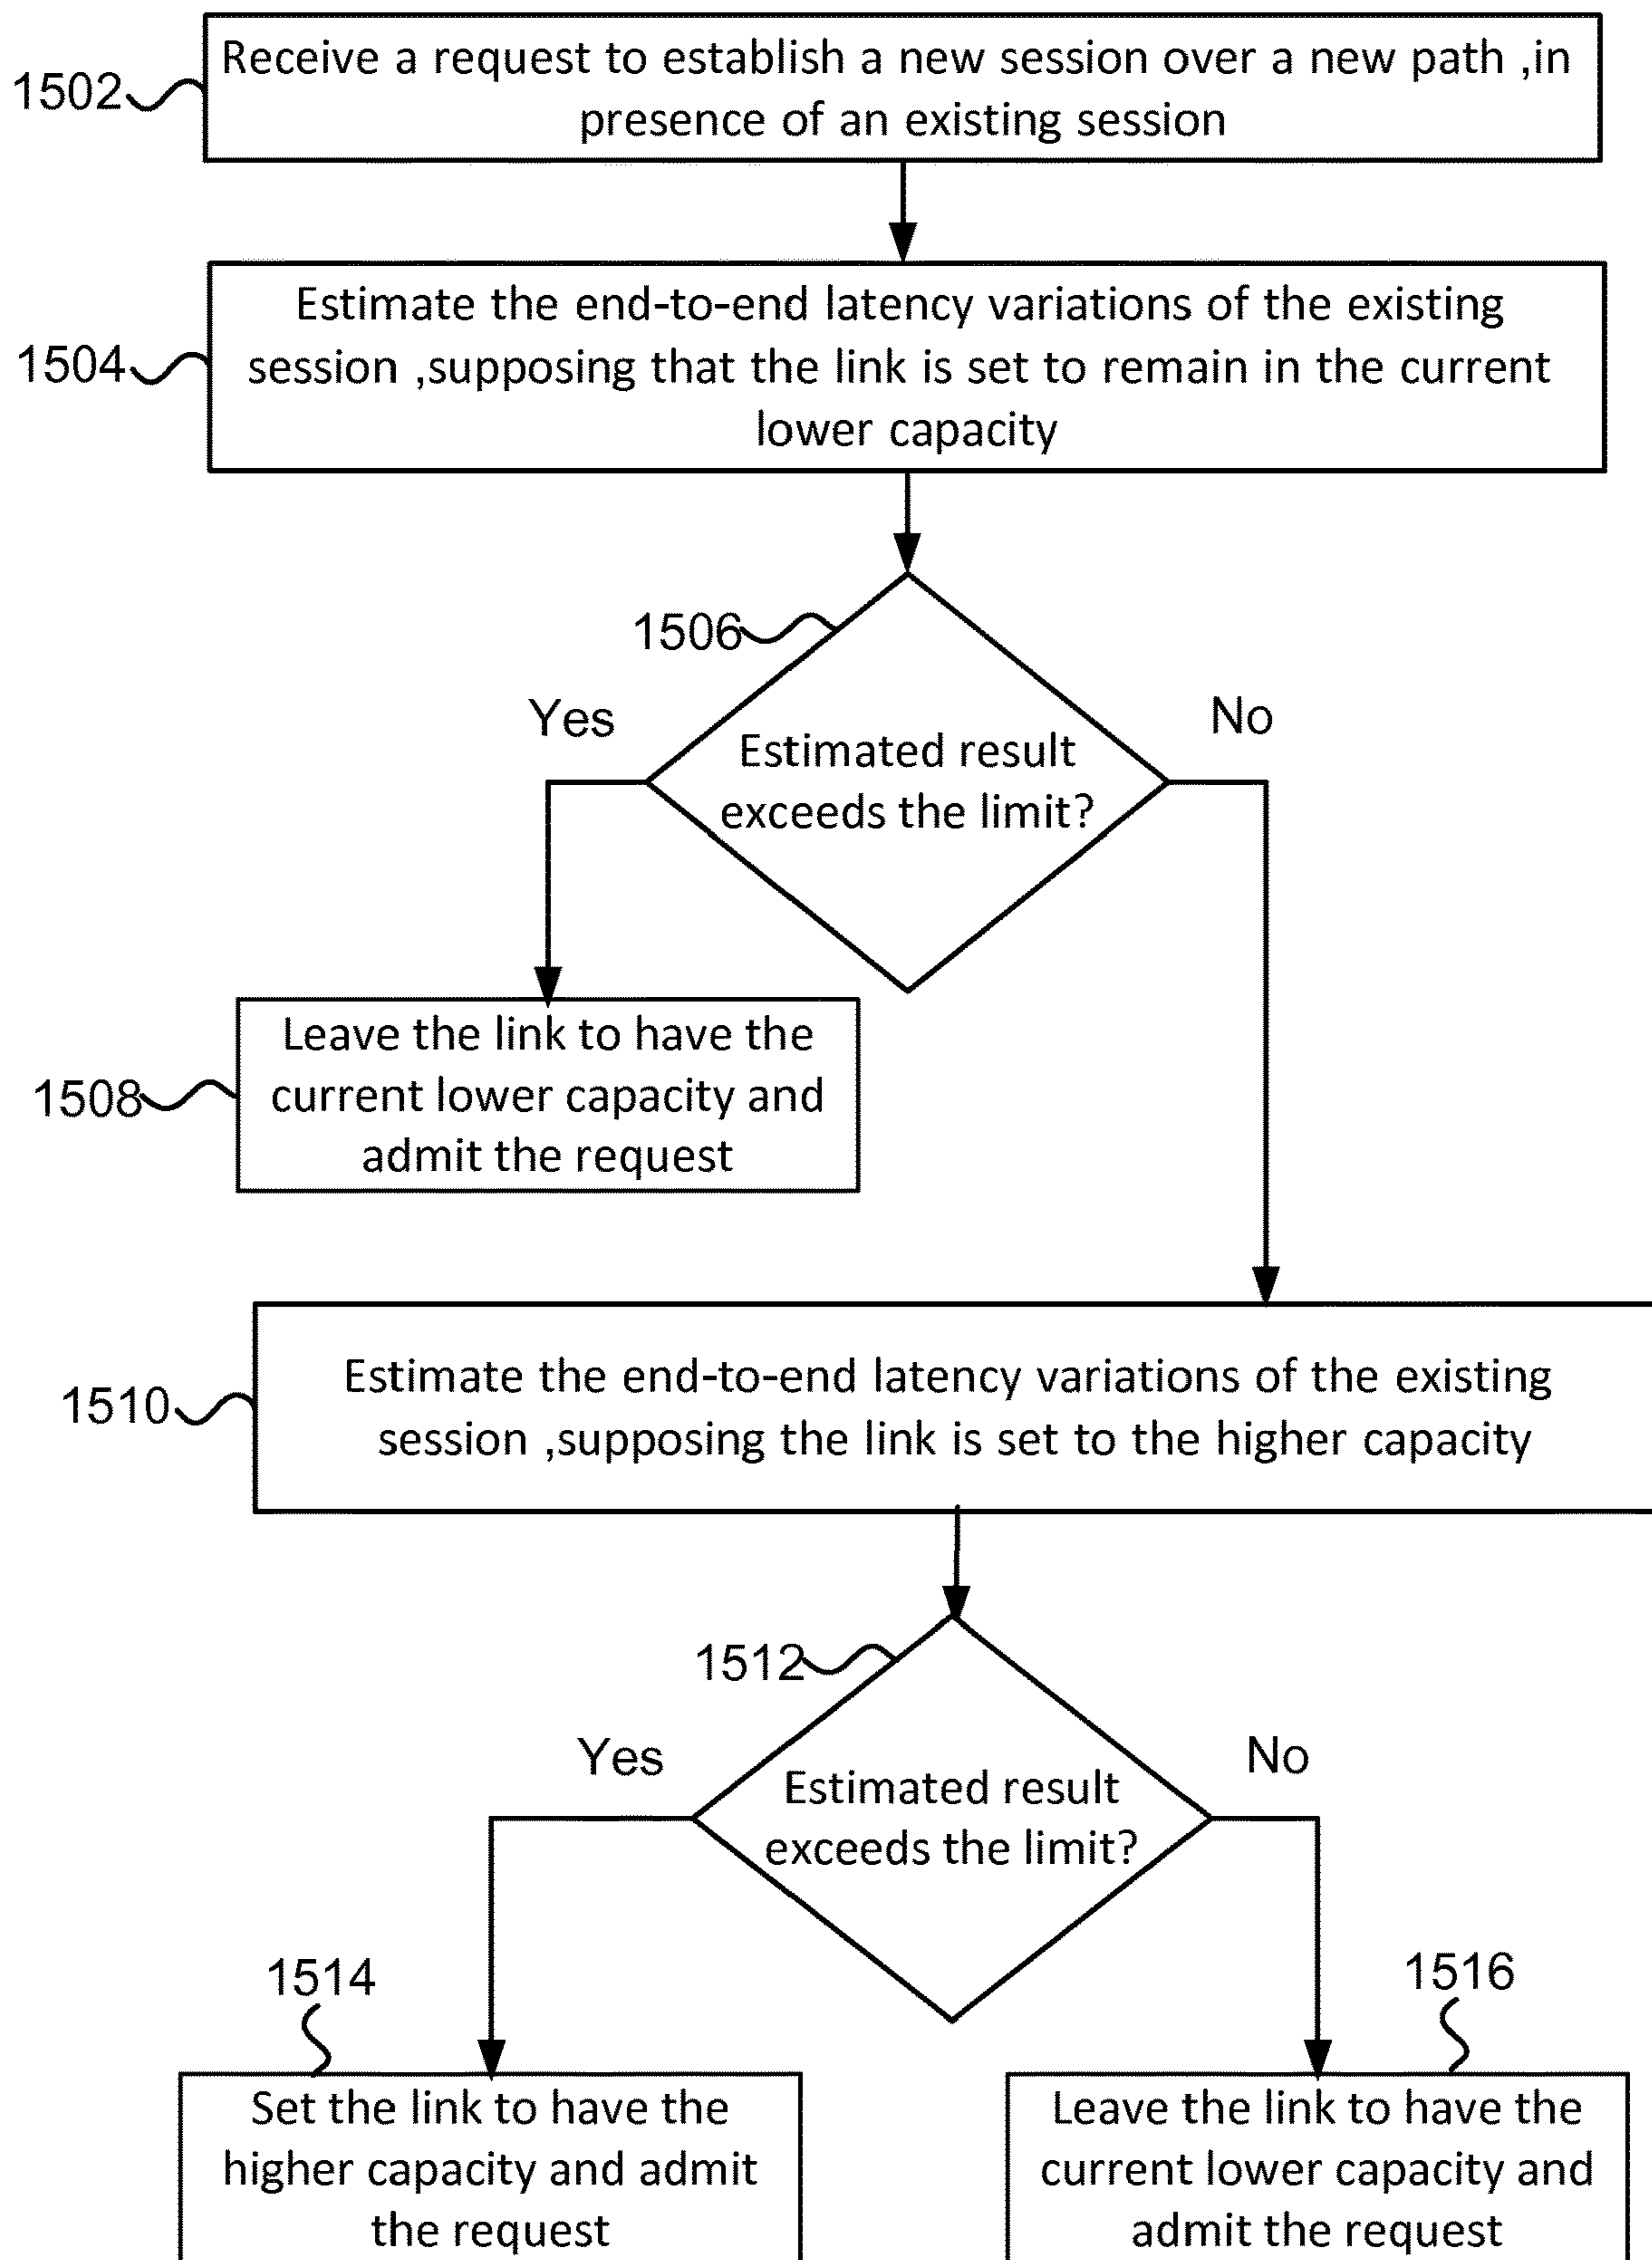 Receive a request to establish a new session over a new path ,in
1502
presence of an existing session
Estimate the end-to-end latency variations of the existing
1504
session ,supposing that the link is set to remain in the current
lower capacity
1506
Yes
No
Estimated result
exceeds the limit?
Leave the link to have the
1508
current lower capacity and
admit the request
Estimate the end-to-end latency variations of the existing
1510
session ,supposing the link is set to the higher capacity
1512
Yes
No
Estimated result
exceeds the limit?
1514
1516
Set the link to have the
higher capacity and admit
the request
Leave the link to have the
current lower capacity and
admit the request